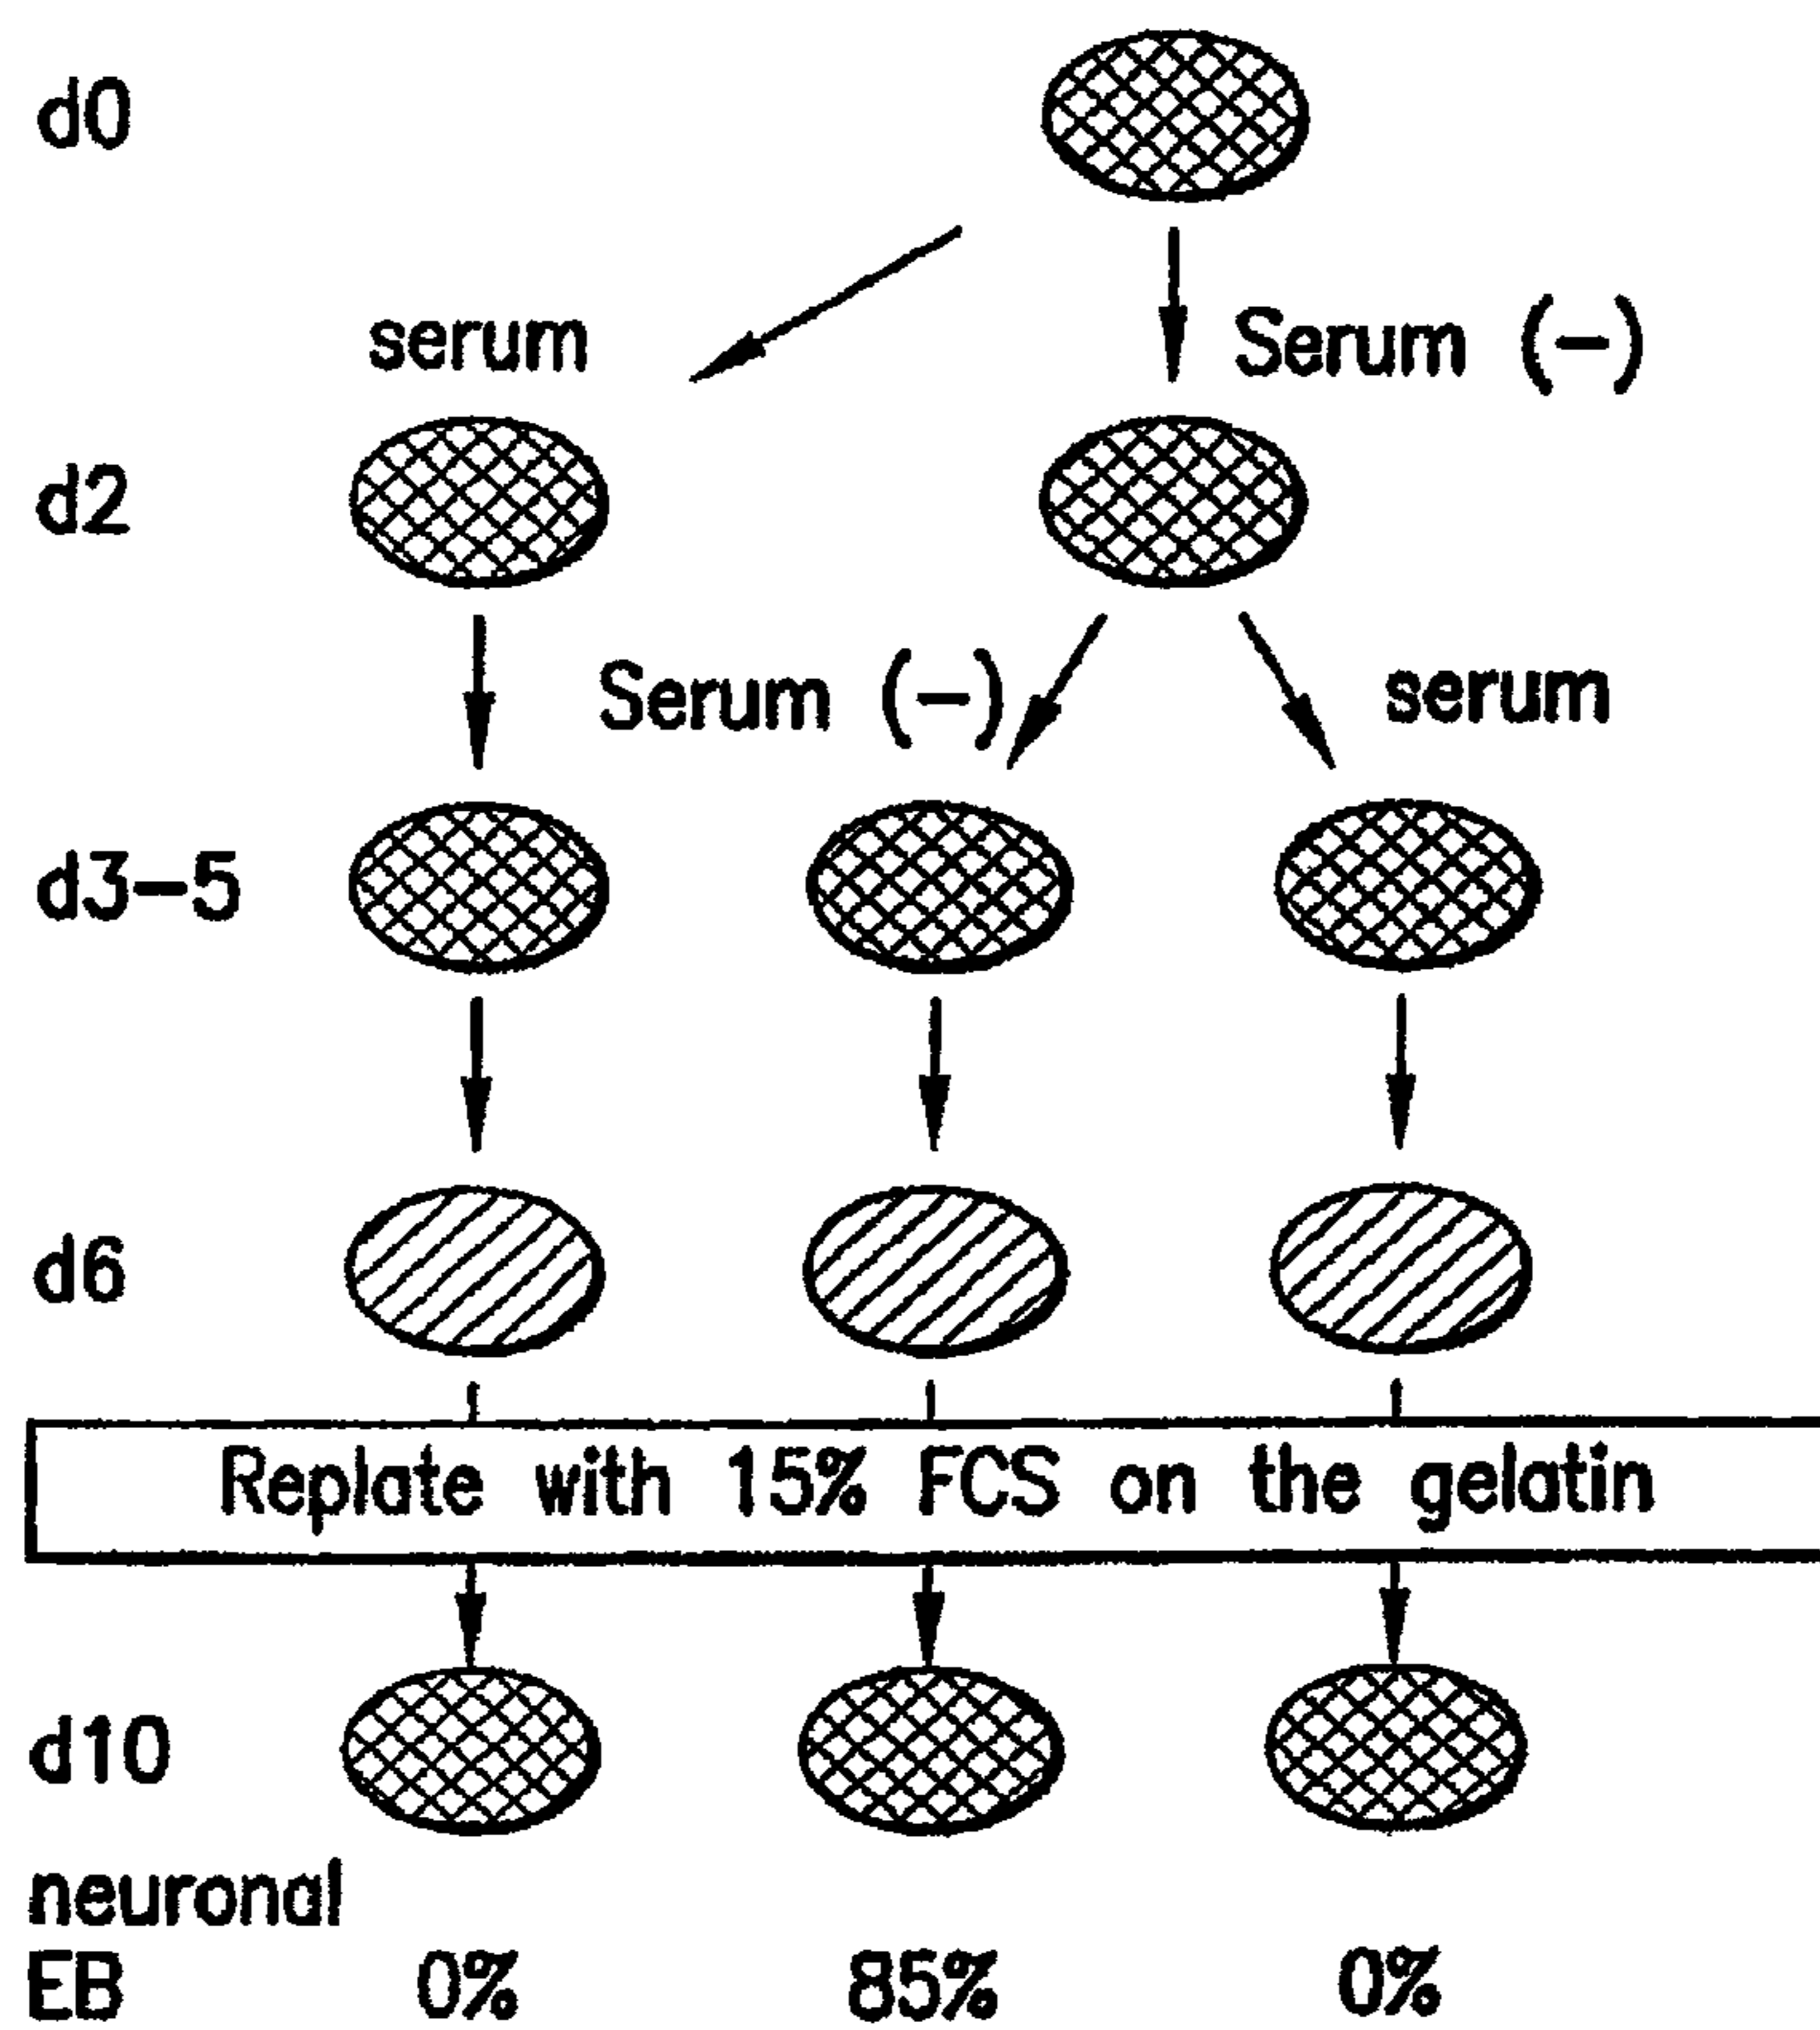 d0
serum
Serum (-)
d2
Serum (-)
serum
d3-5
d6
Replate with 15% FCS on the gelatin
d10
neuronal
EB 0% 85% 0%